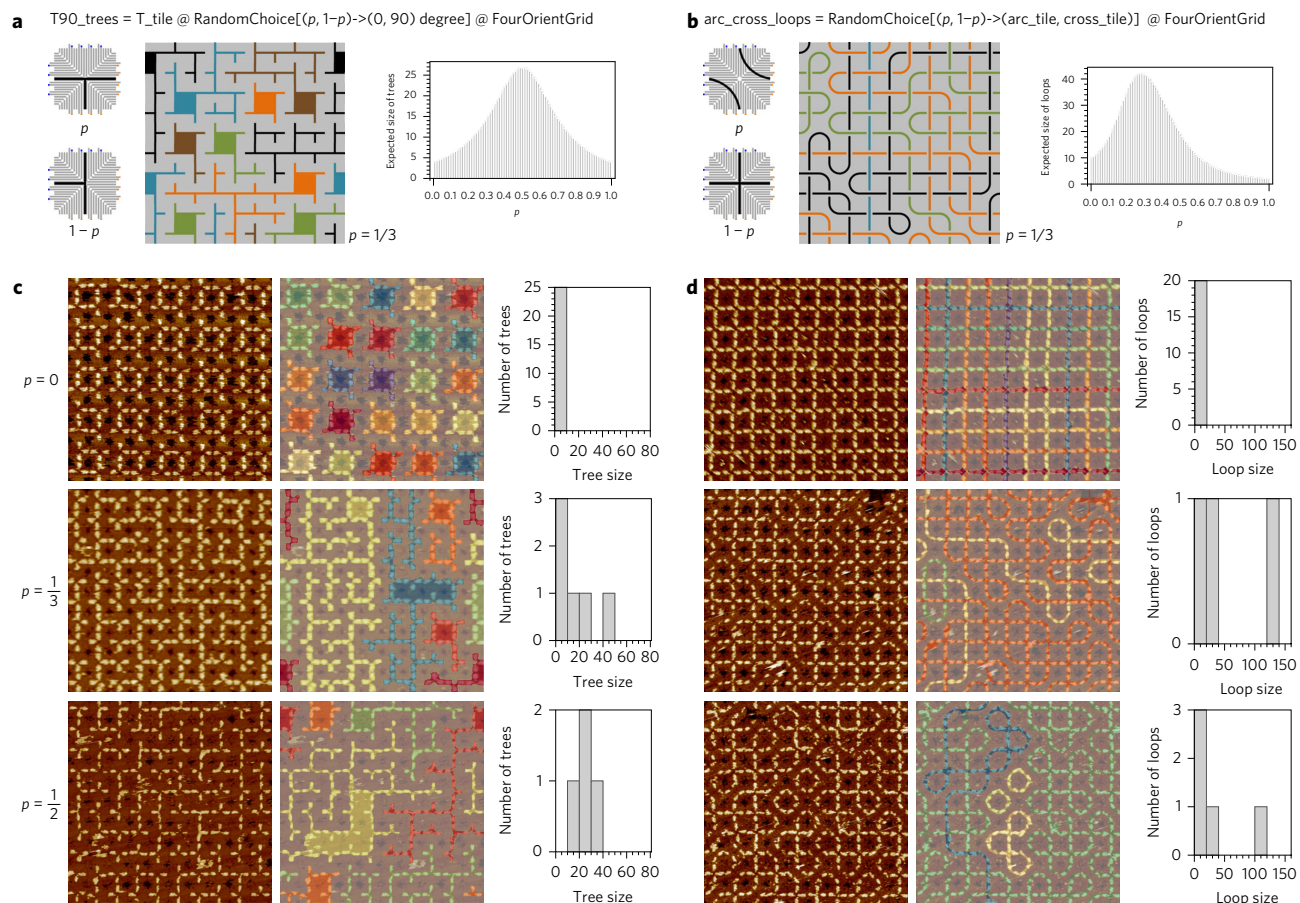 a T90_trees = T_tile @ RandomChoice[(p, 1−p)->(0, 90) degree] @ FourOrientGrid
p
1 − p
p = 1/3
Expected size of trees
25
20
15
10
5
0
0.0 0.1 0.2 0.3 0.4 0.5 0.6 0.7 0.8 0.9 1.0
p
b arc_cross_loops = RandomChoice[(p, 1−p)->(arc_tile, cross_tile)] @ FourOrientGrid
p
1 − p
p = 1/3
Expected size of loops
40
30
20
10
0
0.0 0.1 0.2 0.3 0.4 0.5 0.6 0.7 0.8 0.9 1.0
p
c
p = 0
Number of trees
25
20
15
10
5
0
0 20 40 60 80
Tree size
p = 1/3
Number of trees
3
2
1
0
0 20 40 60 80
Tree size
p = 1/2
Number of trees
2
1
0
0 20 40 60 80
Tree size
d
Number of loops
20
15
10
5
0
0 50 100 150
Loop size
Number of loops
1
0
0 50 100 150
Loop size
Number of loops
3
2
1
0
0 50 100 150
Loop size